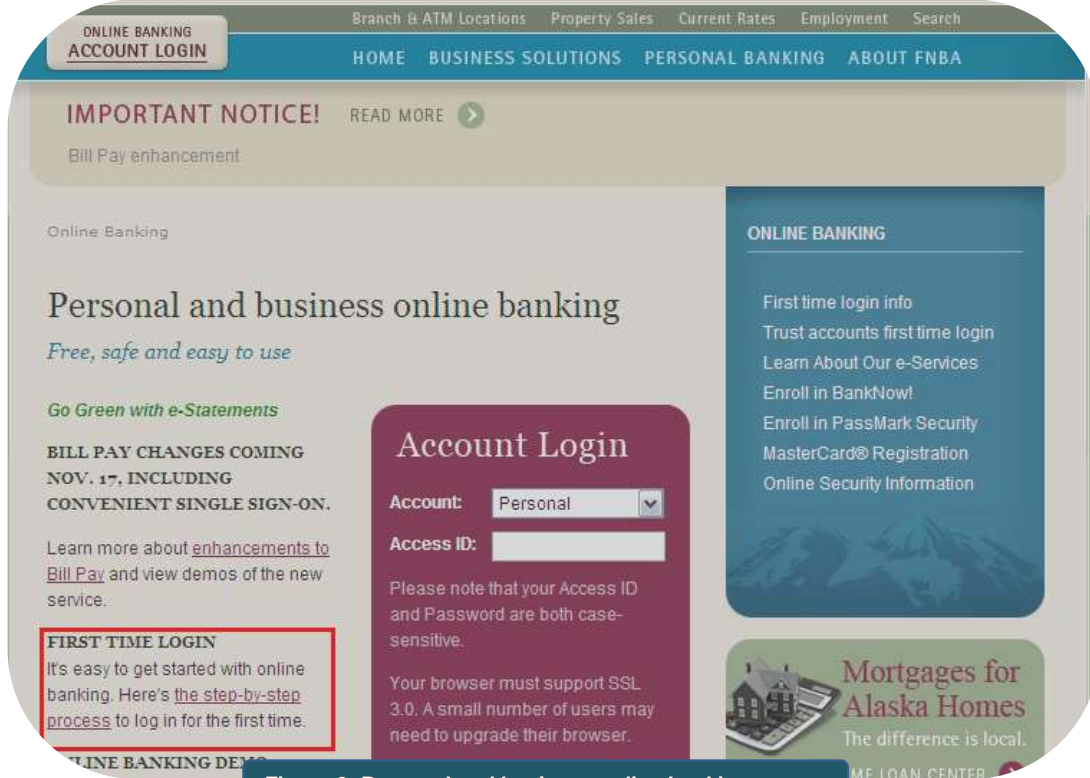 ONLINE BANKING
ACCOUNT LOGIN
Branch & ATM Locations Property Sales Current Rates Employment Search
HOME BUSINESS SOLUTIONS PERSONAL BANKING ABOUT FNBA
IMPORTANT NOTICE! READ MORE
Bill Pay enhancement
Online Banking
Personal and business online banking
Free, safe and easy to use
Go Green with e-Statements
BILL PAY CHANGES COMING
NOV. 17, INCLUDING
CONVENIENT SINGLE SIGN-ON.
Learn more about enhancements to
Bill Pay and view demos of the new
service.
FIRST TIME LOGIN
It's easy to get started with online
banking. Here's the step-by-step
process to log in for the first time.
Account Login
Account: Personal
Access ID:
Please note that your Access ID
and Password are both case-
sensitive.
Your browser must support SSL
3.0. A small number of users may
need to upgrade their browser.
ONLINE BANKING
First time login info
Trust accounts first time login
Learn About Our e-Services
Enroll in BankNow!
Enroll in PassMark Security
MasterCard® Registration
Online Security Information
Mortgages for
Alaska Homes
The difference is local.
LOAN CENTER